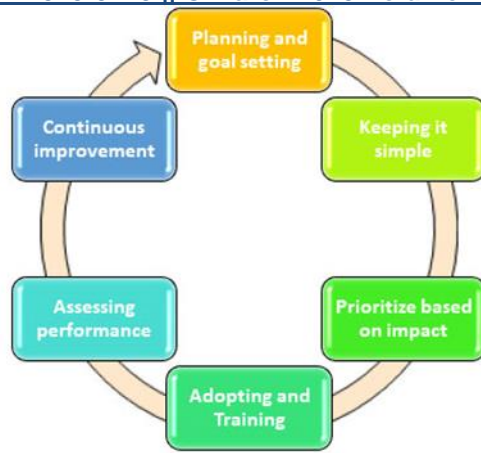 Planning and
goal setting
Keeping it
simple
Prioritize based
on impact
Adopting and
Training
Assessing
performance
Continuous
improvement